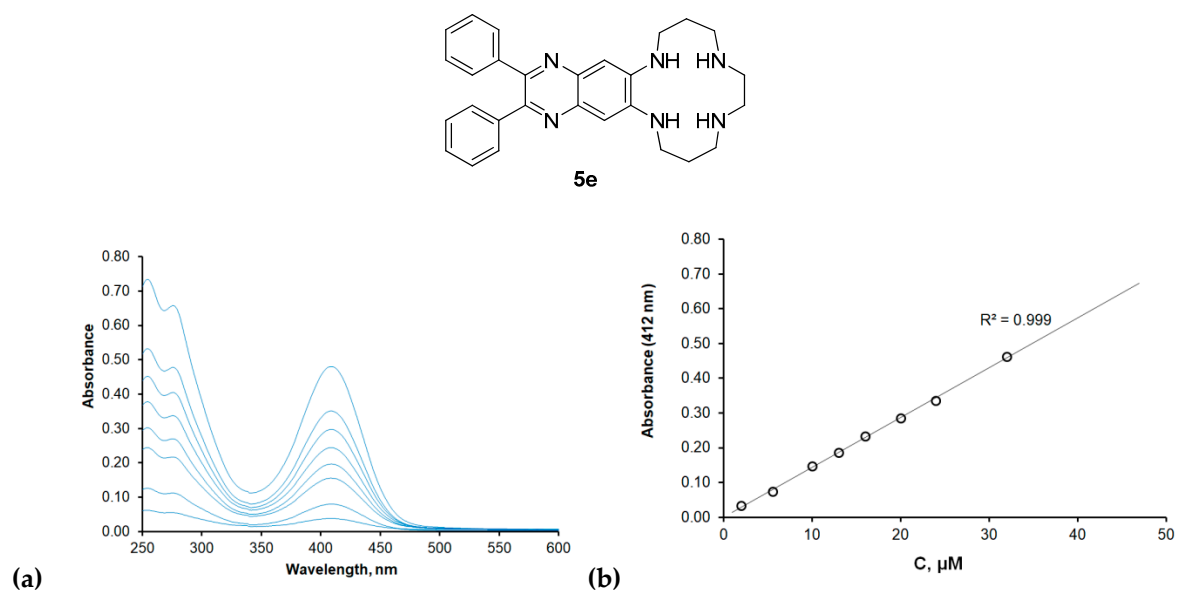 N
N
NH
HN
NH
HN
5e
0.80
0.70
0.60
0.50
0.40
0.30
0.20
0.10
0.00
Absorbance
250 300 350 400 450 500 550 600
Wavelength, nm
(a)
0.80
0.70
0.60
0.50
0.40
0.30
0.20
0.10
0.00
Absorbance (412 nm)
R² = 0.999
0 10 20 30 40 50
C, µM
(b)